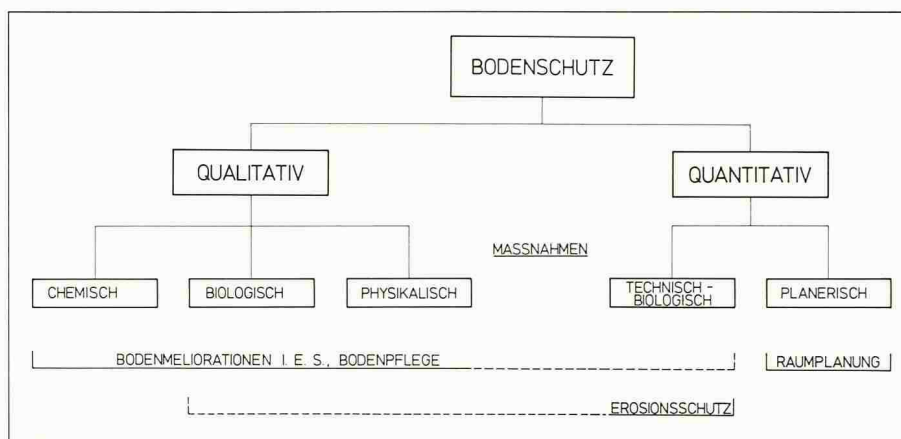 BODENSCHUTZ
QUALITATIV
QUANTITATIV
MASSNAHMEN
CHEMISCH
BIOLOGISCH
PHYSIKALISCH
TECHNISCH -
BIOLOGISCH
PLANERISCH
BODENMELIORATIONEN I. E. S., BODENPFLEGE
RAUMPLANUNG
EROSIONSSCHUTZ